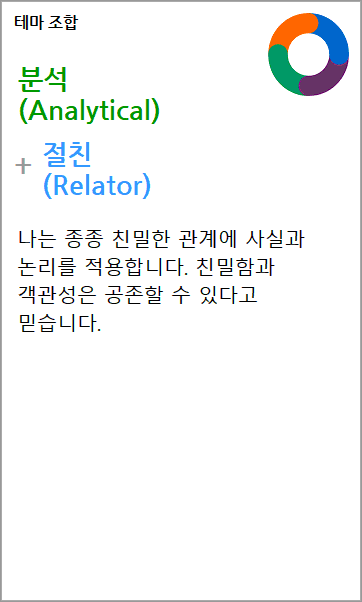 테마 조합
분석
(Analytical)
+ 절친
(Relator)
나는 종종 친밀한 관계에 사실과
논리를 적용합니다. 친밀함과
객관성은 공존할 수 있다고
믿습니다.